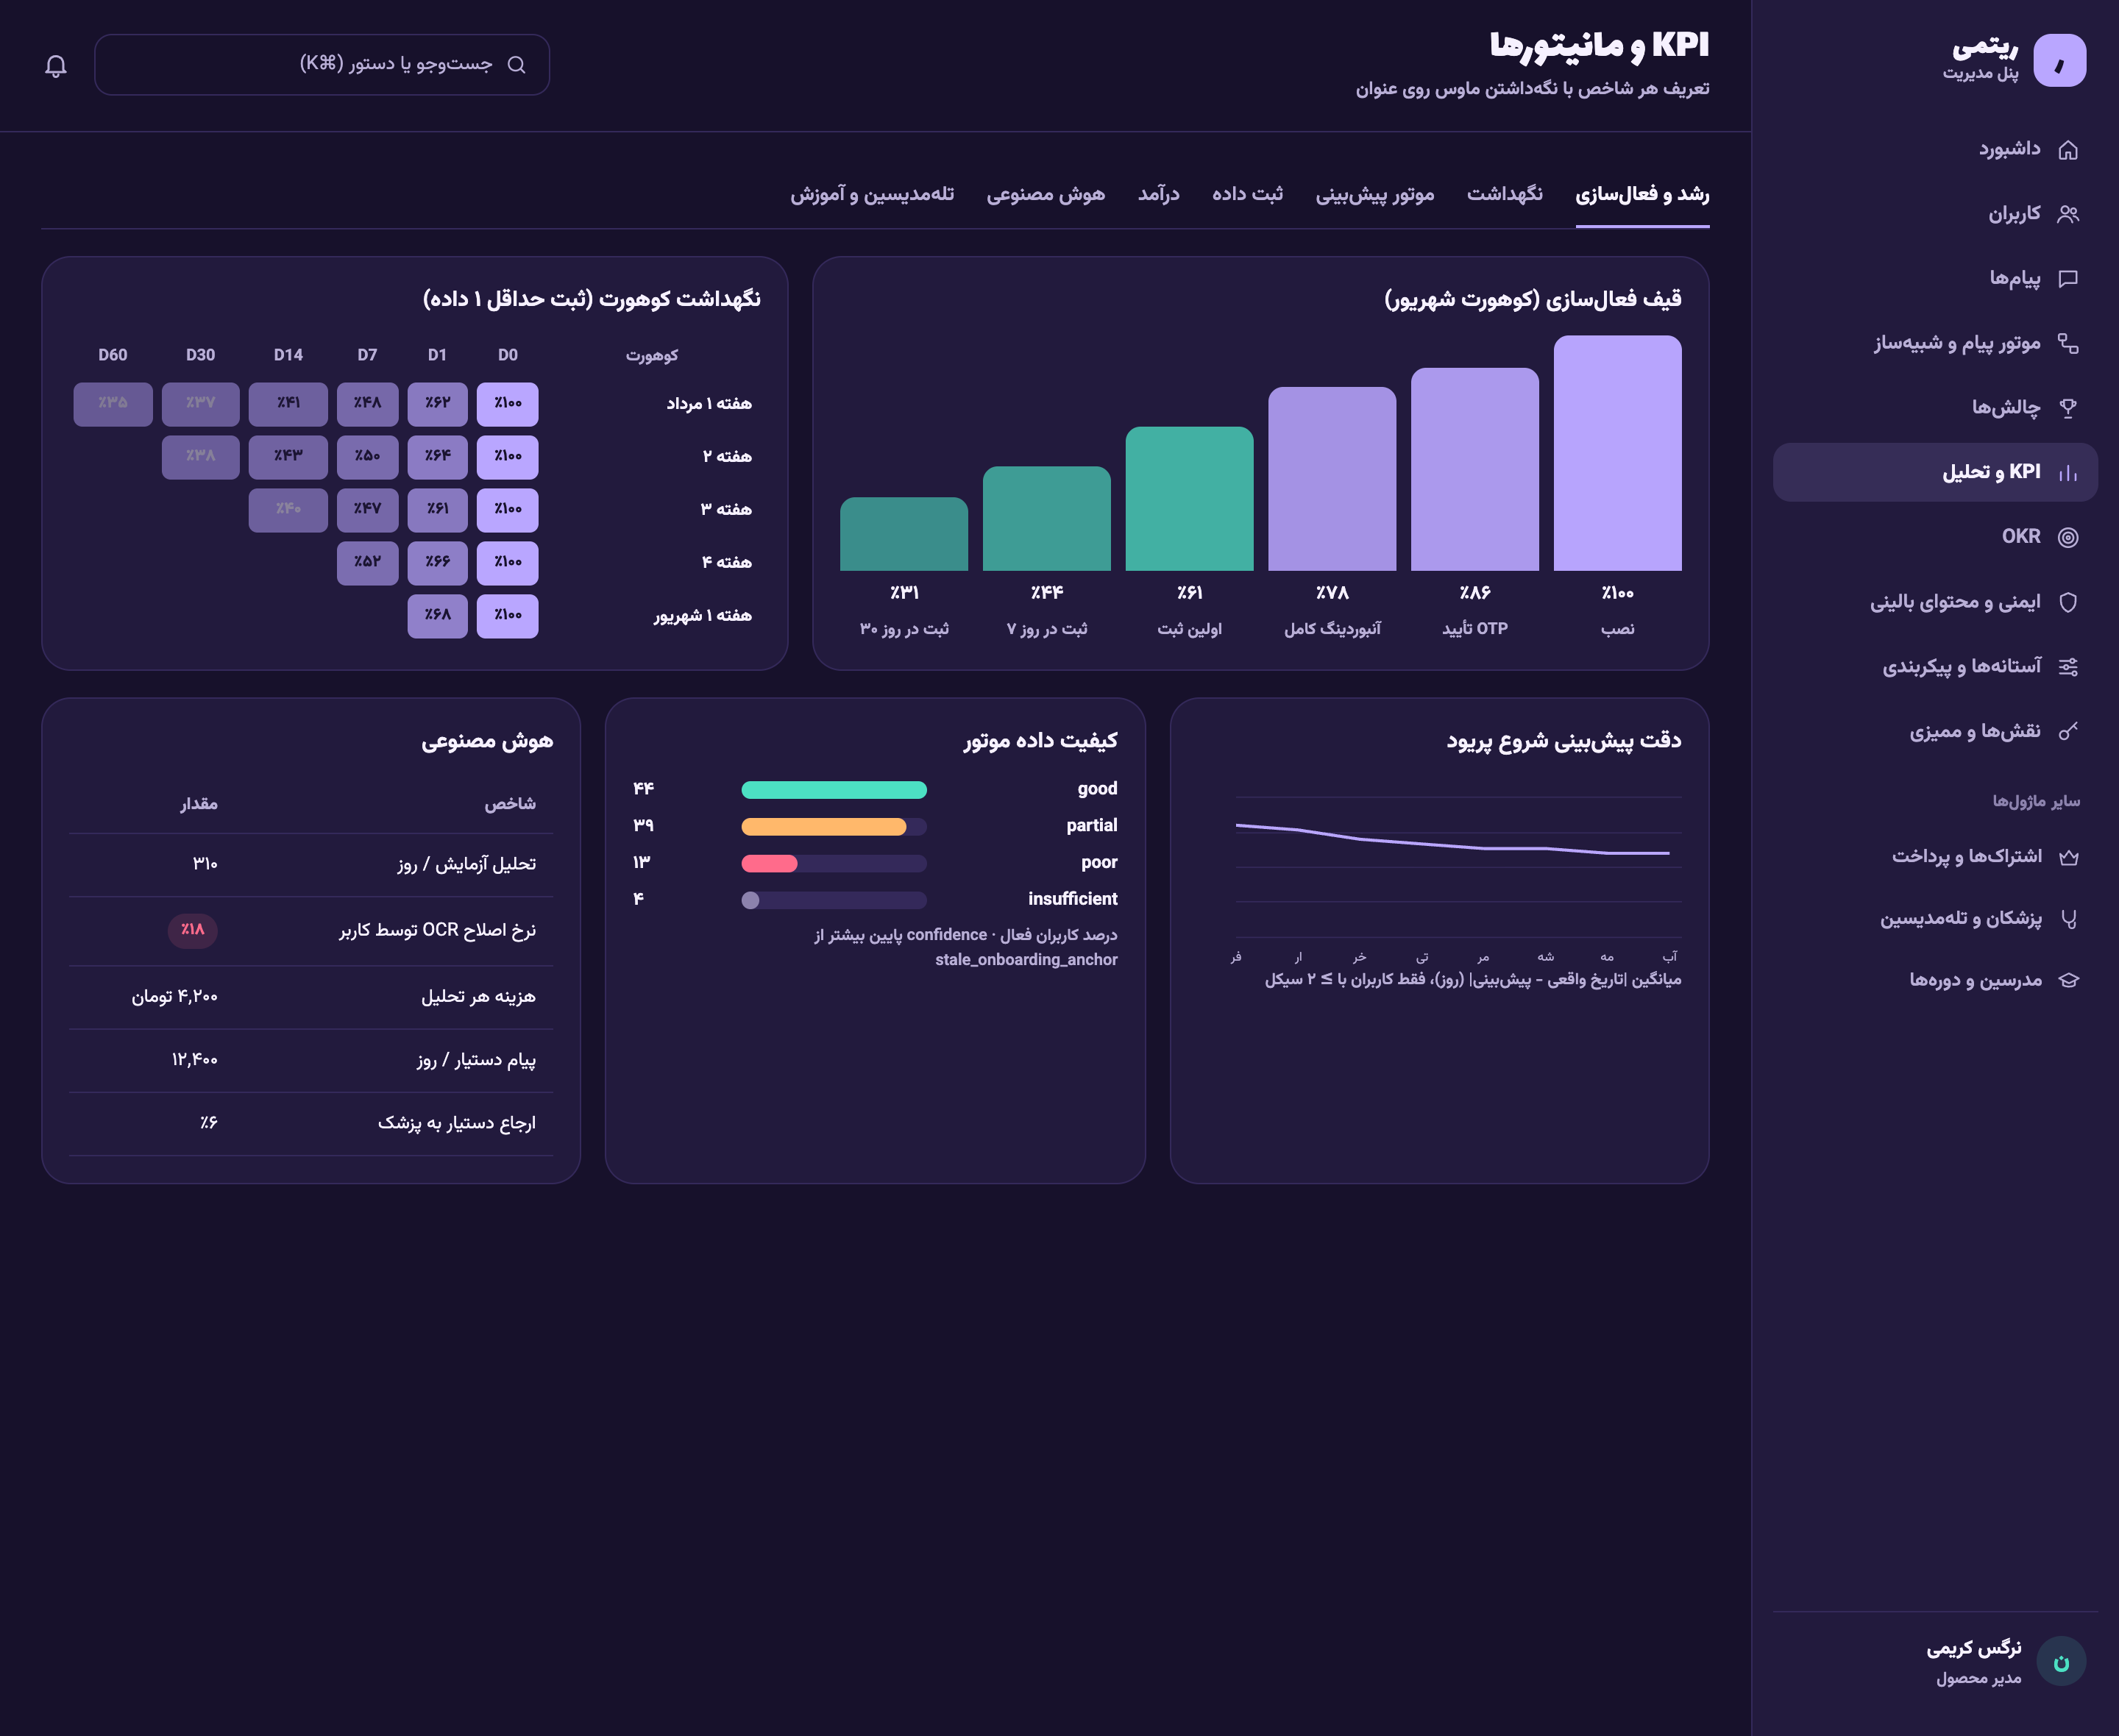 ر
ریتمی
پنل مدیریت
داشبورد
کاربران
پیام‌ها
موتور پیام و شبیه‌ساز
چالش‌ها
KPI و تحلیل
OKR
ایمنی و محتوای بالینی
آستانه‌ها و پیکربندی
نقش‌ها و ممیزی
سایر ماژول‌ها
اشتراک‌ها و پرداخت
پزشکان و تله‌مدیسین
مدرسین و دوره‌ها
ن
نرگس کریمی
مدیر محصول
KPI و مانیتورها
تعریف هر شاخص با نگه‌داشتن ماوس روی عنوان
جست‌وجو یا دستور (⌘K)
رشد و فعال‌سازی نگهداشت موتور پیش‌بینی ثبت داده درآمد هوش مصنوعی تله‌مدیسین و آموزش
قیف فعال‌سازی (کوهورت شهریور)
٪۱۰۰ ٪۸۶ ٪۷۸ ٪۶۱ ٪۴۴ ٪۳۱
نصب تأیید OTP آنبوردینگ کامل اولین ثبت ثبت در روز ۷ ثبت در روز ۳۰
نگهداشت کوهورت (ثبت حداقل ۱ داده)
کوهورت D0 D1 D7 D14 D30 D60
هفته ۱ مرداد ٪۱۰۰ ٪۶۲ ٪۴۸ ٪۴۱ ٪۳۷ ٪۳۵
هفته ۲ ٪۱۰۰ ٪۶۴ ٪۵۰ ٪۴۳ ٪۳۸
هفته ۳ ٪۱۰۰ ٪۶۱ ٪۴۷ ٪۴۰
هفته ۴ ٪۱۰۰ ٪۶۶ ٪۵۲
هفته ۱ شهریور ٪۱۰۰ ٪۶۸
دقت پیش‌بینی شروع پریود
فر ار خر تی مر شه مه آب
میانگین |تاریخ واقعی - پیش‌بینی| (روز)، فقط کاربران با ≥ ۲ سیکل
کیفیت داده موتور
good ۴۴
partial ۳۹
poor ۱۳
insufficient ۴
درصد کاربران فعال · confidence پایین بیشتر از
stale_onboarding_anchor
هوش مصنوعی
شاخص مقدار
تحلیل آزمایش / روز ۳۱۰
نرخ اصلاح OCR توسط کاربر ٪۱۸
هزینه هر تحلیل ۴,۲۰۰ تومان
پیام دستیار / روز ۱۲,۴۰۰
ارجاع دستیار به پزشک ٪۶